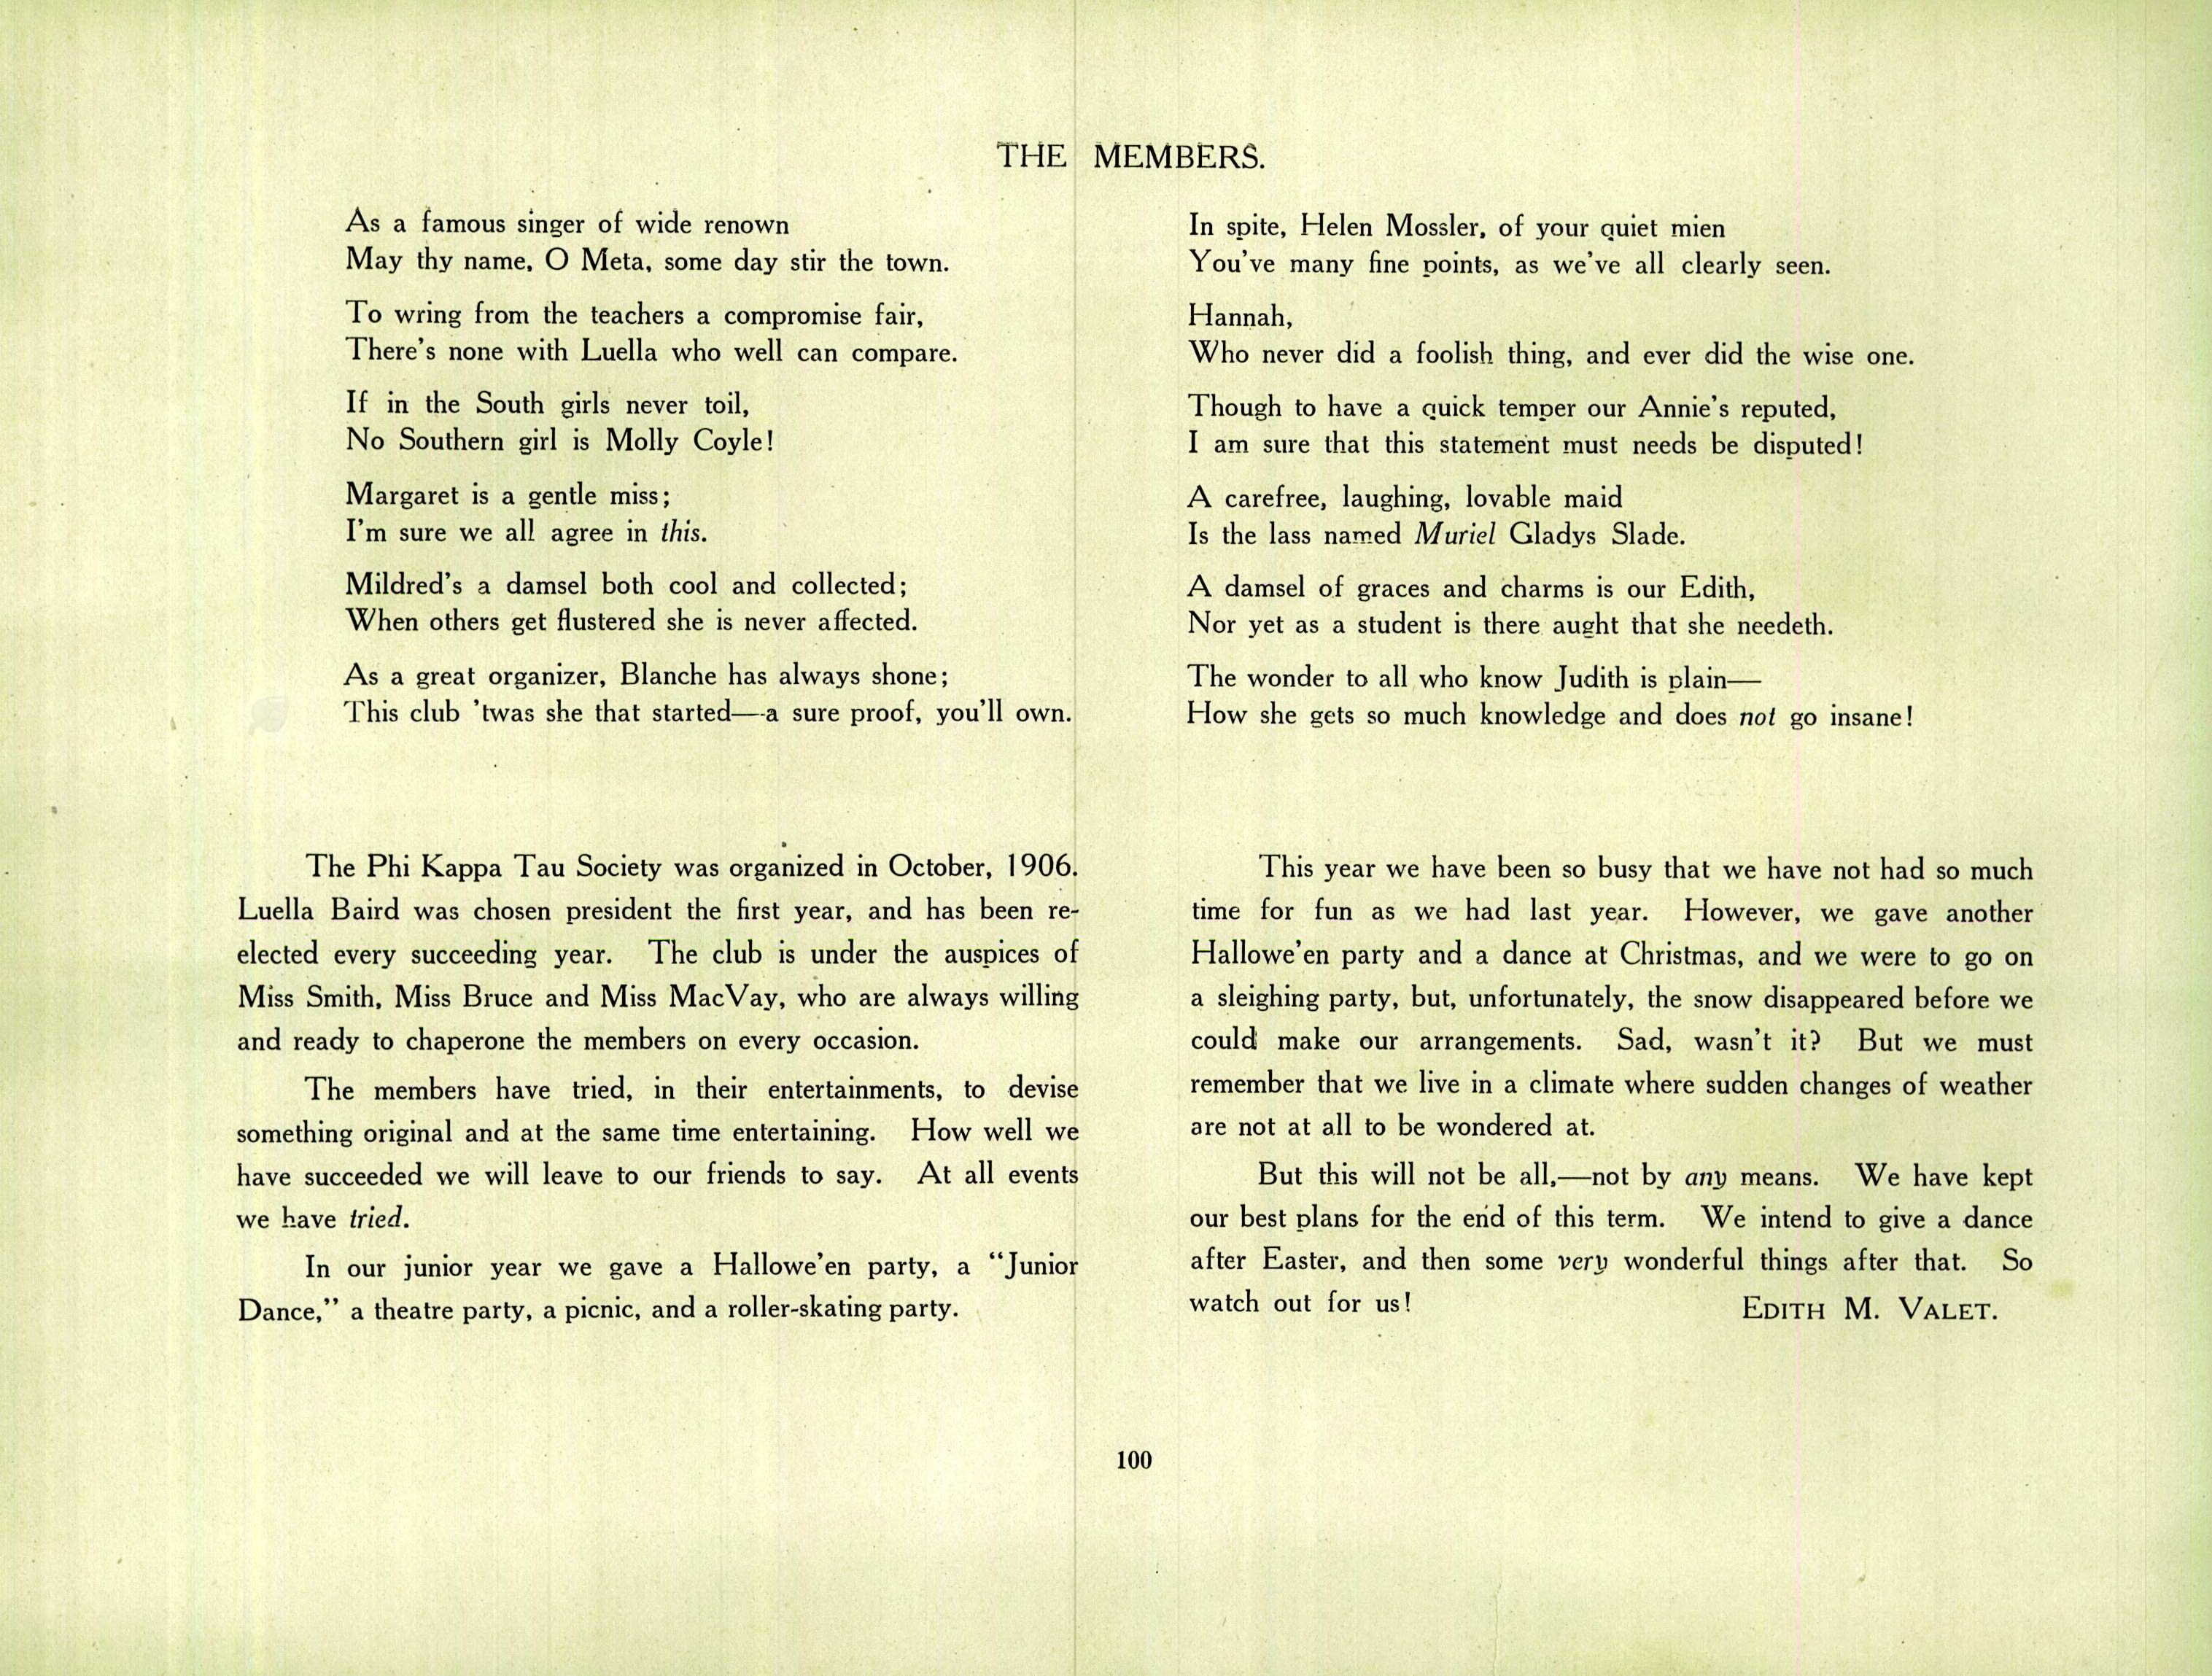 THE MEMBERS.
As a famous singer of wide renown
May thy name, O Meta, some day stir the town.
To wring from the teachers a compromise fair,
There's none with Luella who well can compare.
If in the South girls never toil,
No Southern girl is Molly Coyle!
Margaret is a gentle miss;
I'm sure we all agree in this.
Mildred's a damsel both cool and collected;
When others get flustered she is never affected.
As a great organizer, Blanche has always shone;
This club 'twas she that started—a sure proof, you'll own.
In spite, Helen Mossler, of your quiet mien
You've many fine points, as we've all clearly seen.
Hannah,
Who never did a foolish thing, and ever did the wise one.
Though to have a quick temper our Annie's reputed,
I am sure that this statement must needs be disputed!
A carefree, laughing, lovable maid
Is the lass named Muriel Gladys Slade.
A damsel of graces and charms is our Edith,
Nor yet as a student is there aught that she needeth.
The wonder to all who know Judith is plain—
How she gets so much knowledge and does not go insane!
The Phi Kappa Tau Society was organized in October, 1906.
Luella Baird was chosen president the first year, and has been re-
elected every succeeding year. The club is under the auspices of
Miss Smith, Miss Bruce and Miss MacVay, who are always willing
and ready to chaperone the members on every occasion.
The members have tried, in their entertainments, to devise
something original and at the same time entertaining. How well we
have succeeded we will leave to our friends to say. At all events
we have tried.
In our junior year we gave a Hallowe'en party, a "Junior
Dance," a theatre party, a picnic, and a roller-skating party.
This year we have been so busy that we have not had so much
time for fun as we had last year. However, we gave another
Hallowe'en party and a dance at Christmas, and we were to go on
a sleighing party, but, unfortunately, the snow disappeared before we
could make our arrangements. Sad, wasn't it? But we must
remember that we live in a climate where sudden changes of weather
are not at all to be wondered at.
But this will not be all,—not by any means. We have kept
our best plans for the end of this term. We intend to give a dance
after Easter, and then some very wonderful things after that. So
watch out for us! EDITH M. VALET.
100